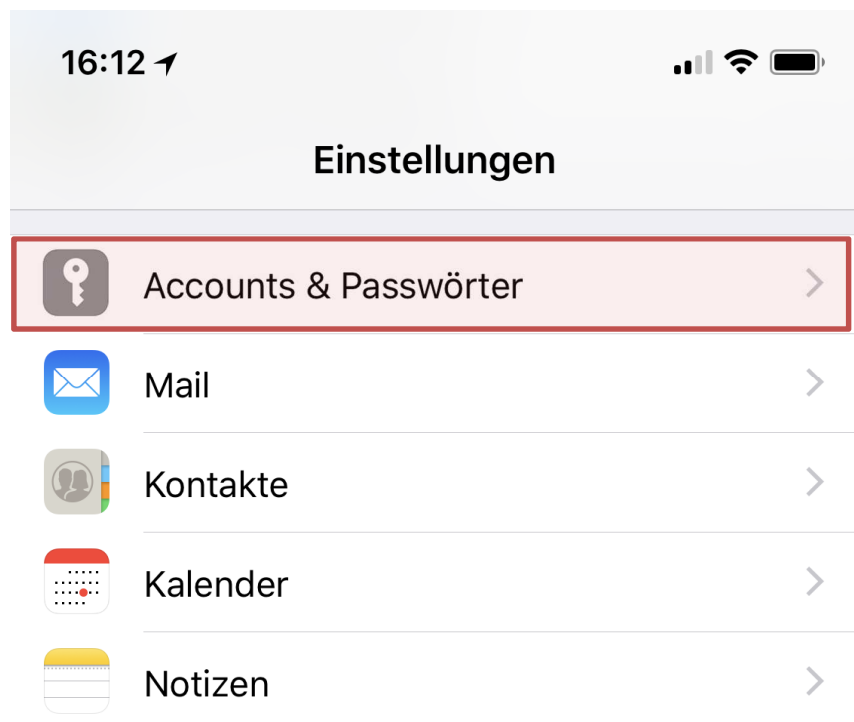 16:12
Einstellungen
Accounts & Passwörter
Mail
Kontakte
Kalender
Notizen